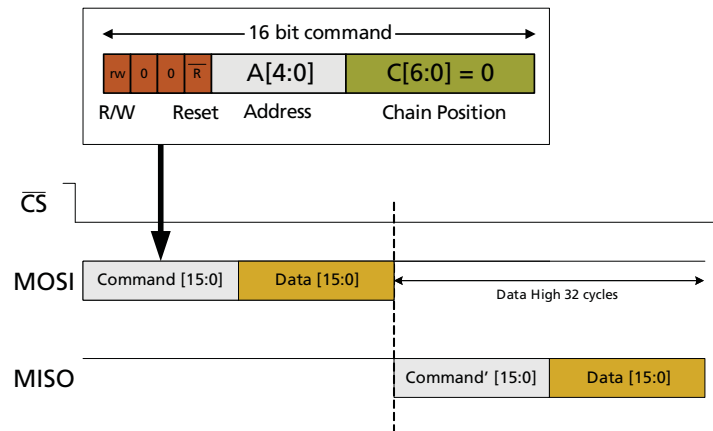 16 bit command
rw 0 0 R̅ A[4:0] C[6:0] = 0
R/W Reset Address Chain Position
C̅S̅
MOSI Command [15:0] Data [15:0] Data High 32 cycles
MISO Command' [15:0] Data [15:0]